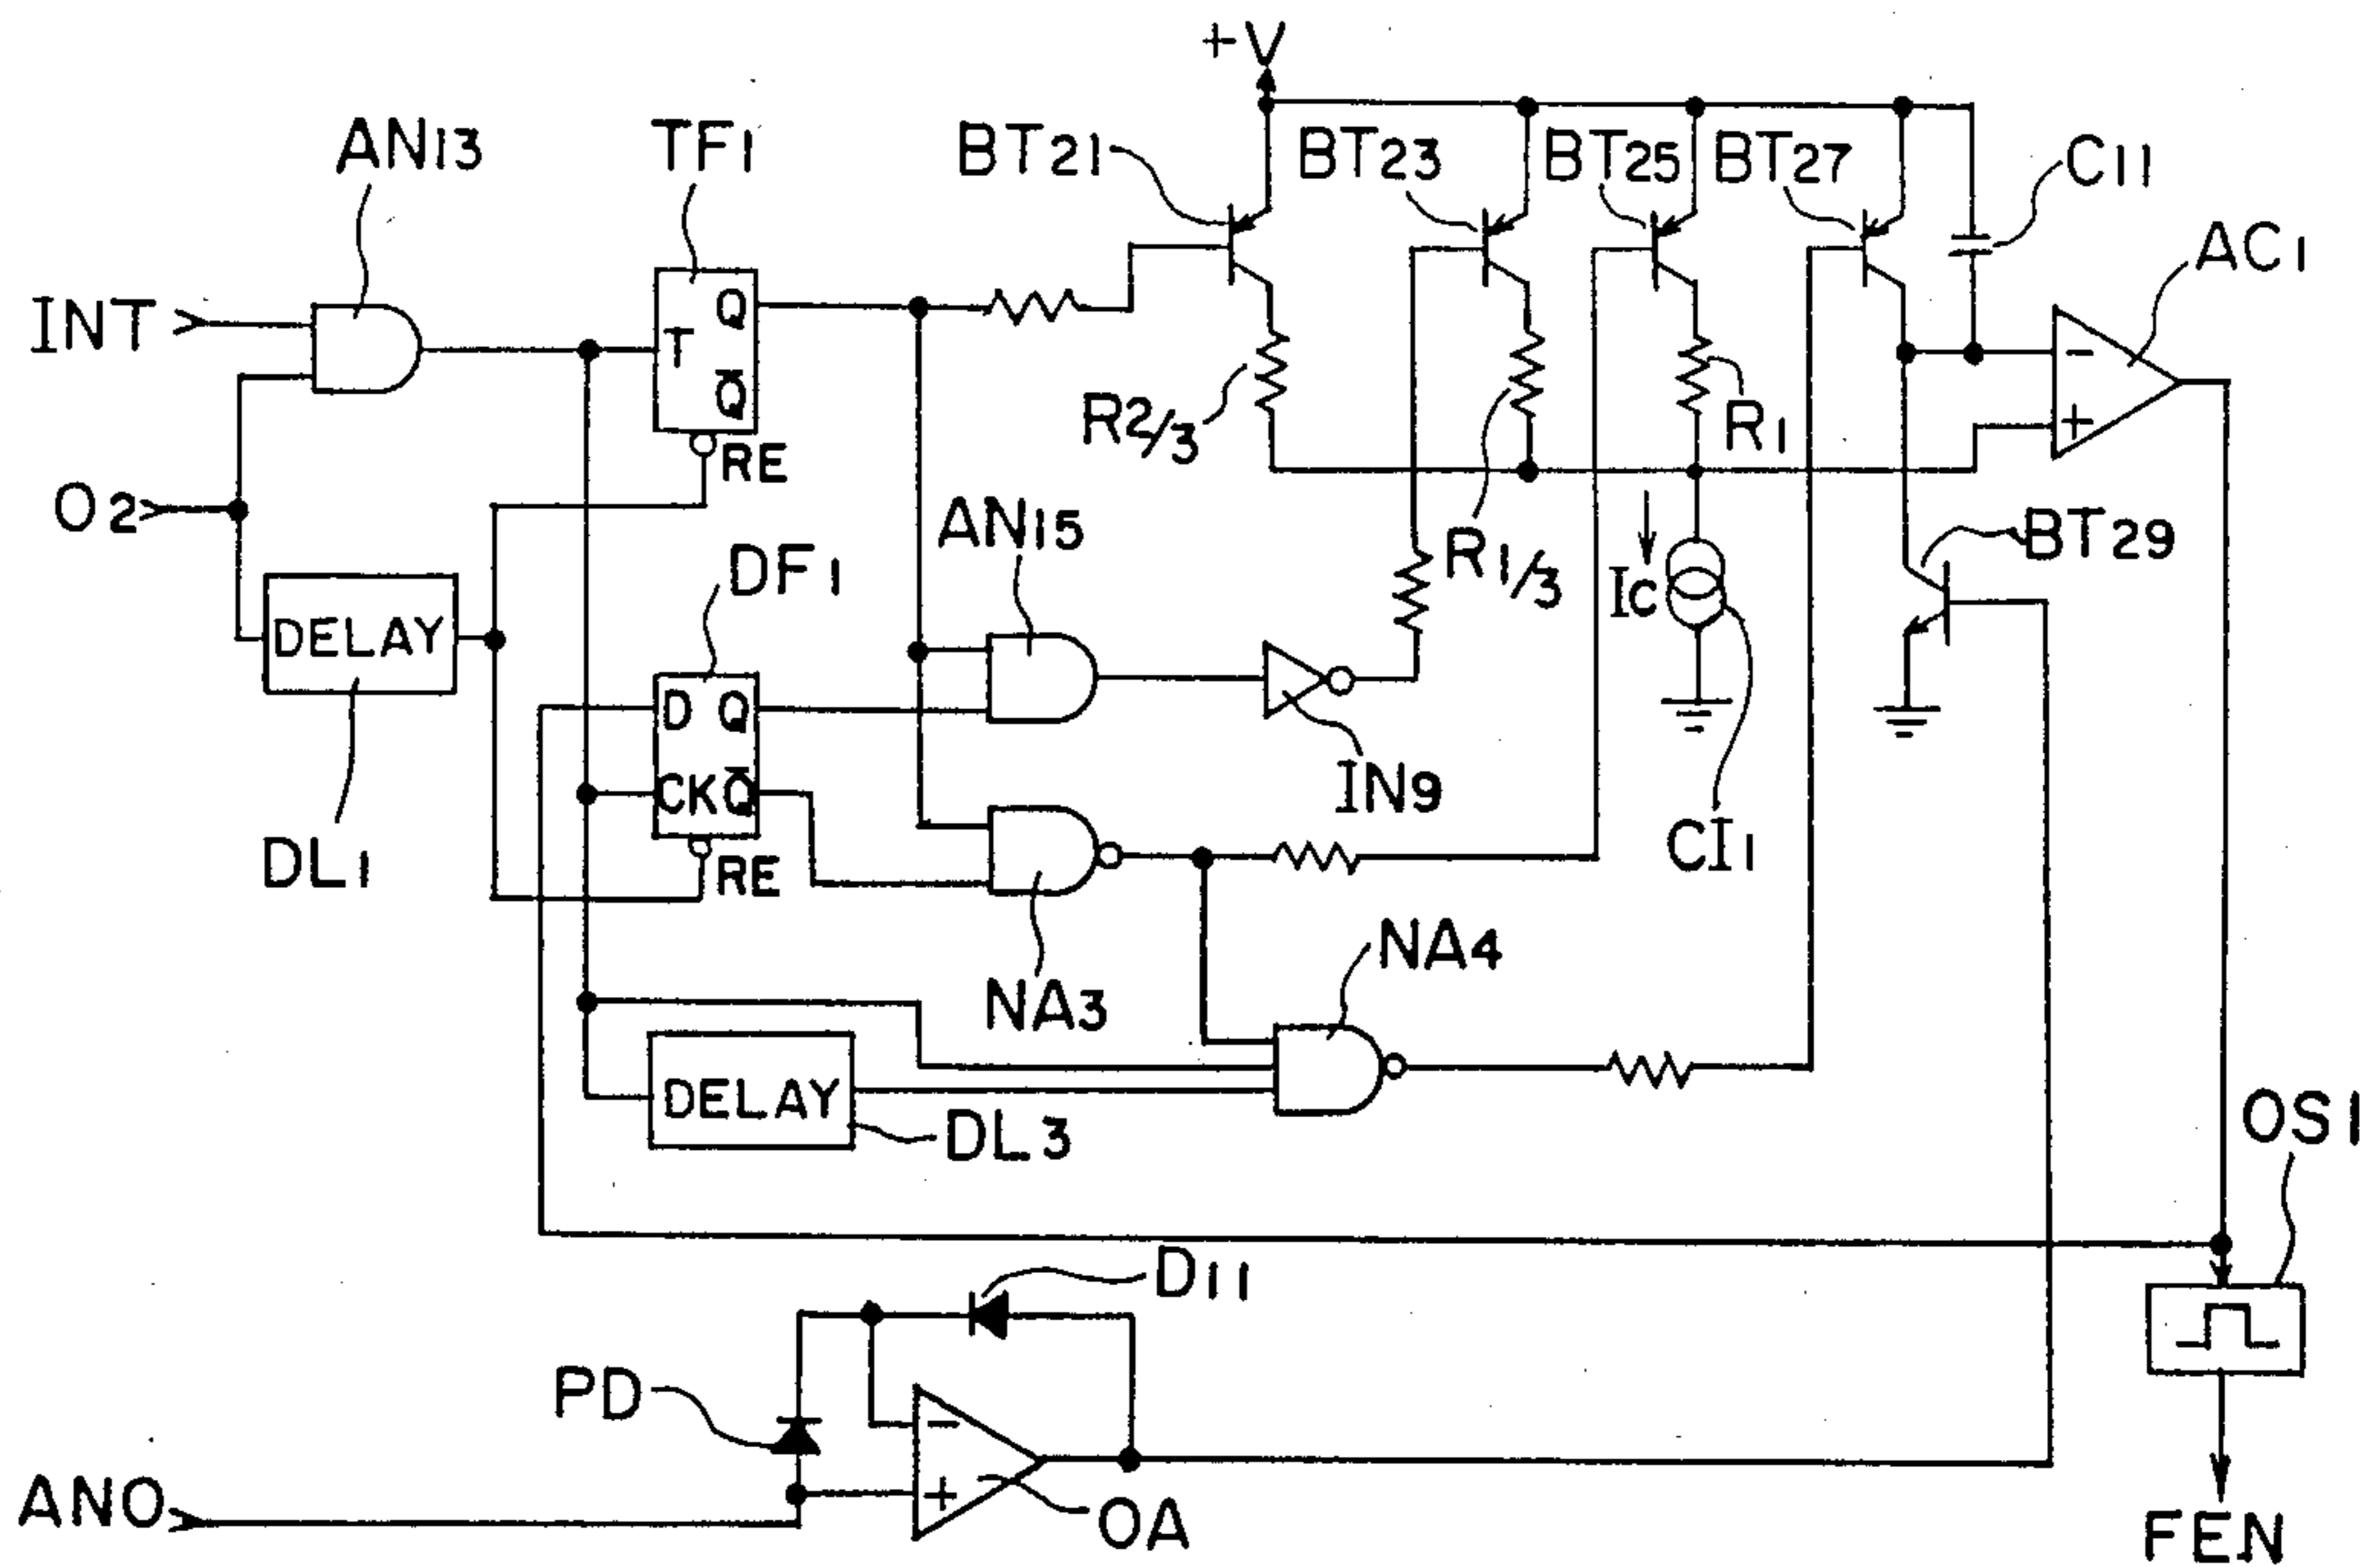 +V
AN13
TF1
BT21
BT23
BT25
BT27
C11
AC1
INT
Q
T
Q̅
RE
R2/3
R1
-
+
O2
AN15
R1/3
Ic
BT29
DF1
DELAY
D Q
CK Q̅
RE
IN9
CI1
DL1
NA3
NA4
DELAY
DL3
OS1
D11
PD
-
+
ANO
OA
FEN